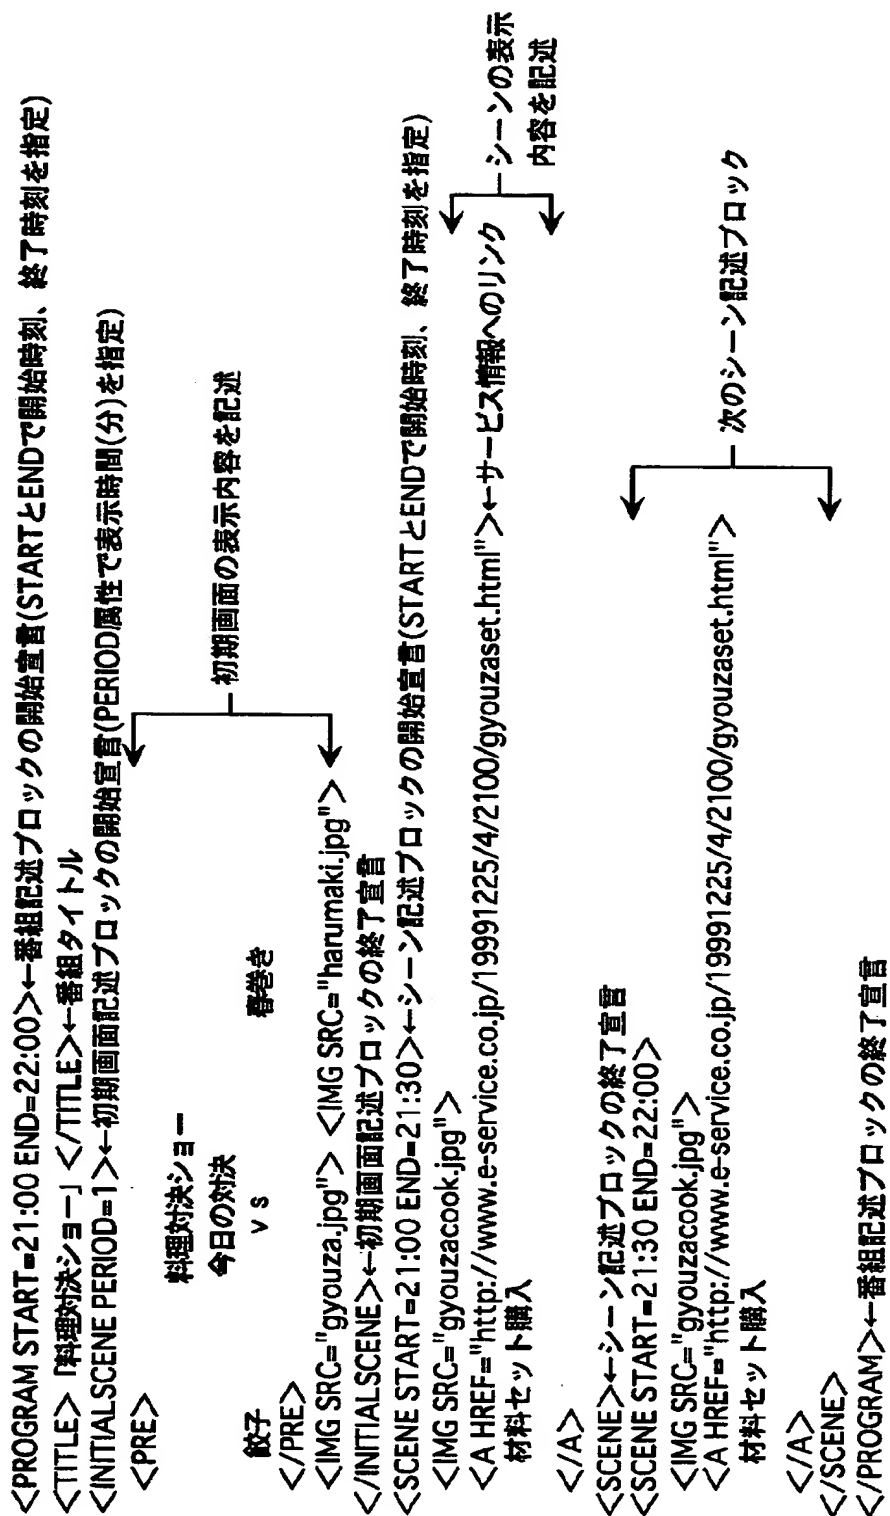 <PROGRAM START=21:00 END=22:00>←番組記述ブロックの開始宣言(STARTとENDで開始時刻、終了時刻を指定)
<TITLE>「料理対決ショー」</TITLE>←番組タイトル
<INITIALSCENE PERIOD=1>←初期画面記述ブロックの開始宣言(PERIOD属性で表示時間(分)を指定)
<PRE>
料理対決ショー
今日の対決
初期画面の表示内容を記述
餃子 vs 春巻き
</PRE>
<IMG SRC="gyouza.jpg"> <IMG SRC="harumaki.jpg">
</INITIALSCENE>←初期画面記述ブロックの終了宣言
<SCENE START=21:00 END=21:30>←シーン記述ブロックの開始宣言(STARTとENDで開始時刻、終了時刻を指定)
<IMG SRC="gyouzacook.jpg">
<A HREF="http://www.e-service.co.jp/19991225/4/2100/gyouzaset.html">←サービス情報へのリンク
材料セット購入
シーンの表示
内容を記述
</A>
<SCENE>←シーン記述ブロックの終了宣言
<SCENE START=21:30 END=22:00>
<IMG SRC="gyouzacook.jpg">
<A HREF="http://www.e-service.co.jp/19991225/4/2100/gyouzaset.html">
材料セット購入
次のシーン記述ブロック
</A>
</SCENE>
</PROGRAM>←番組記述ブロックの終了宣言